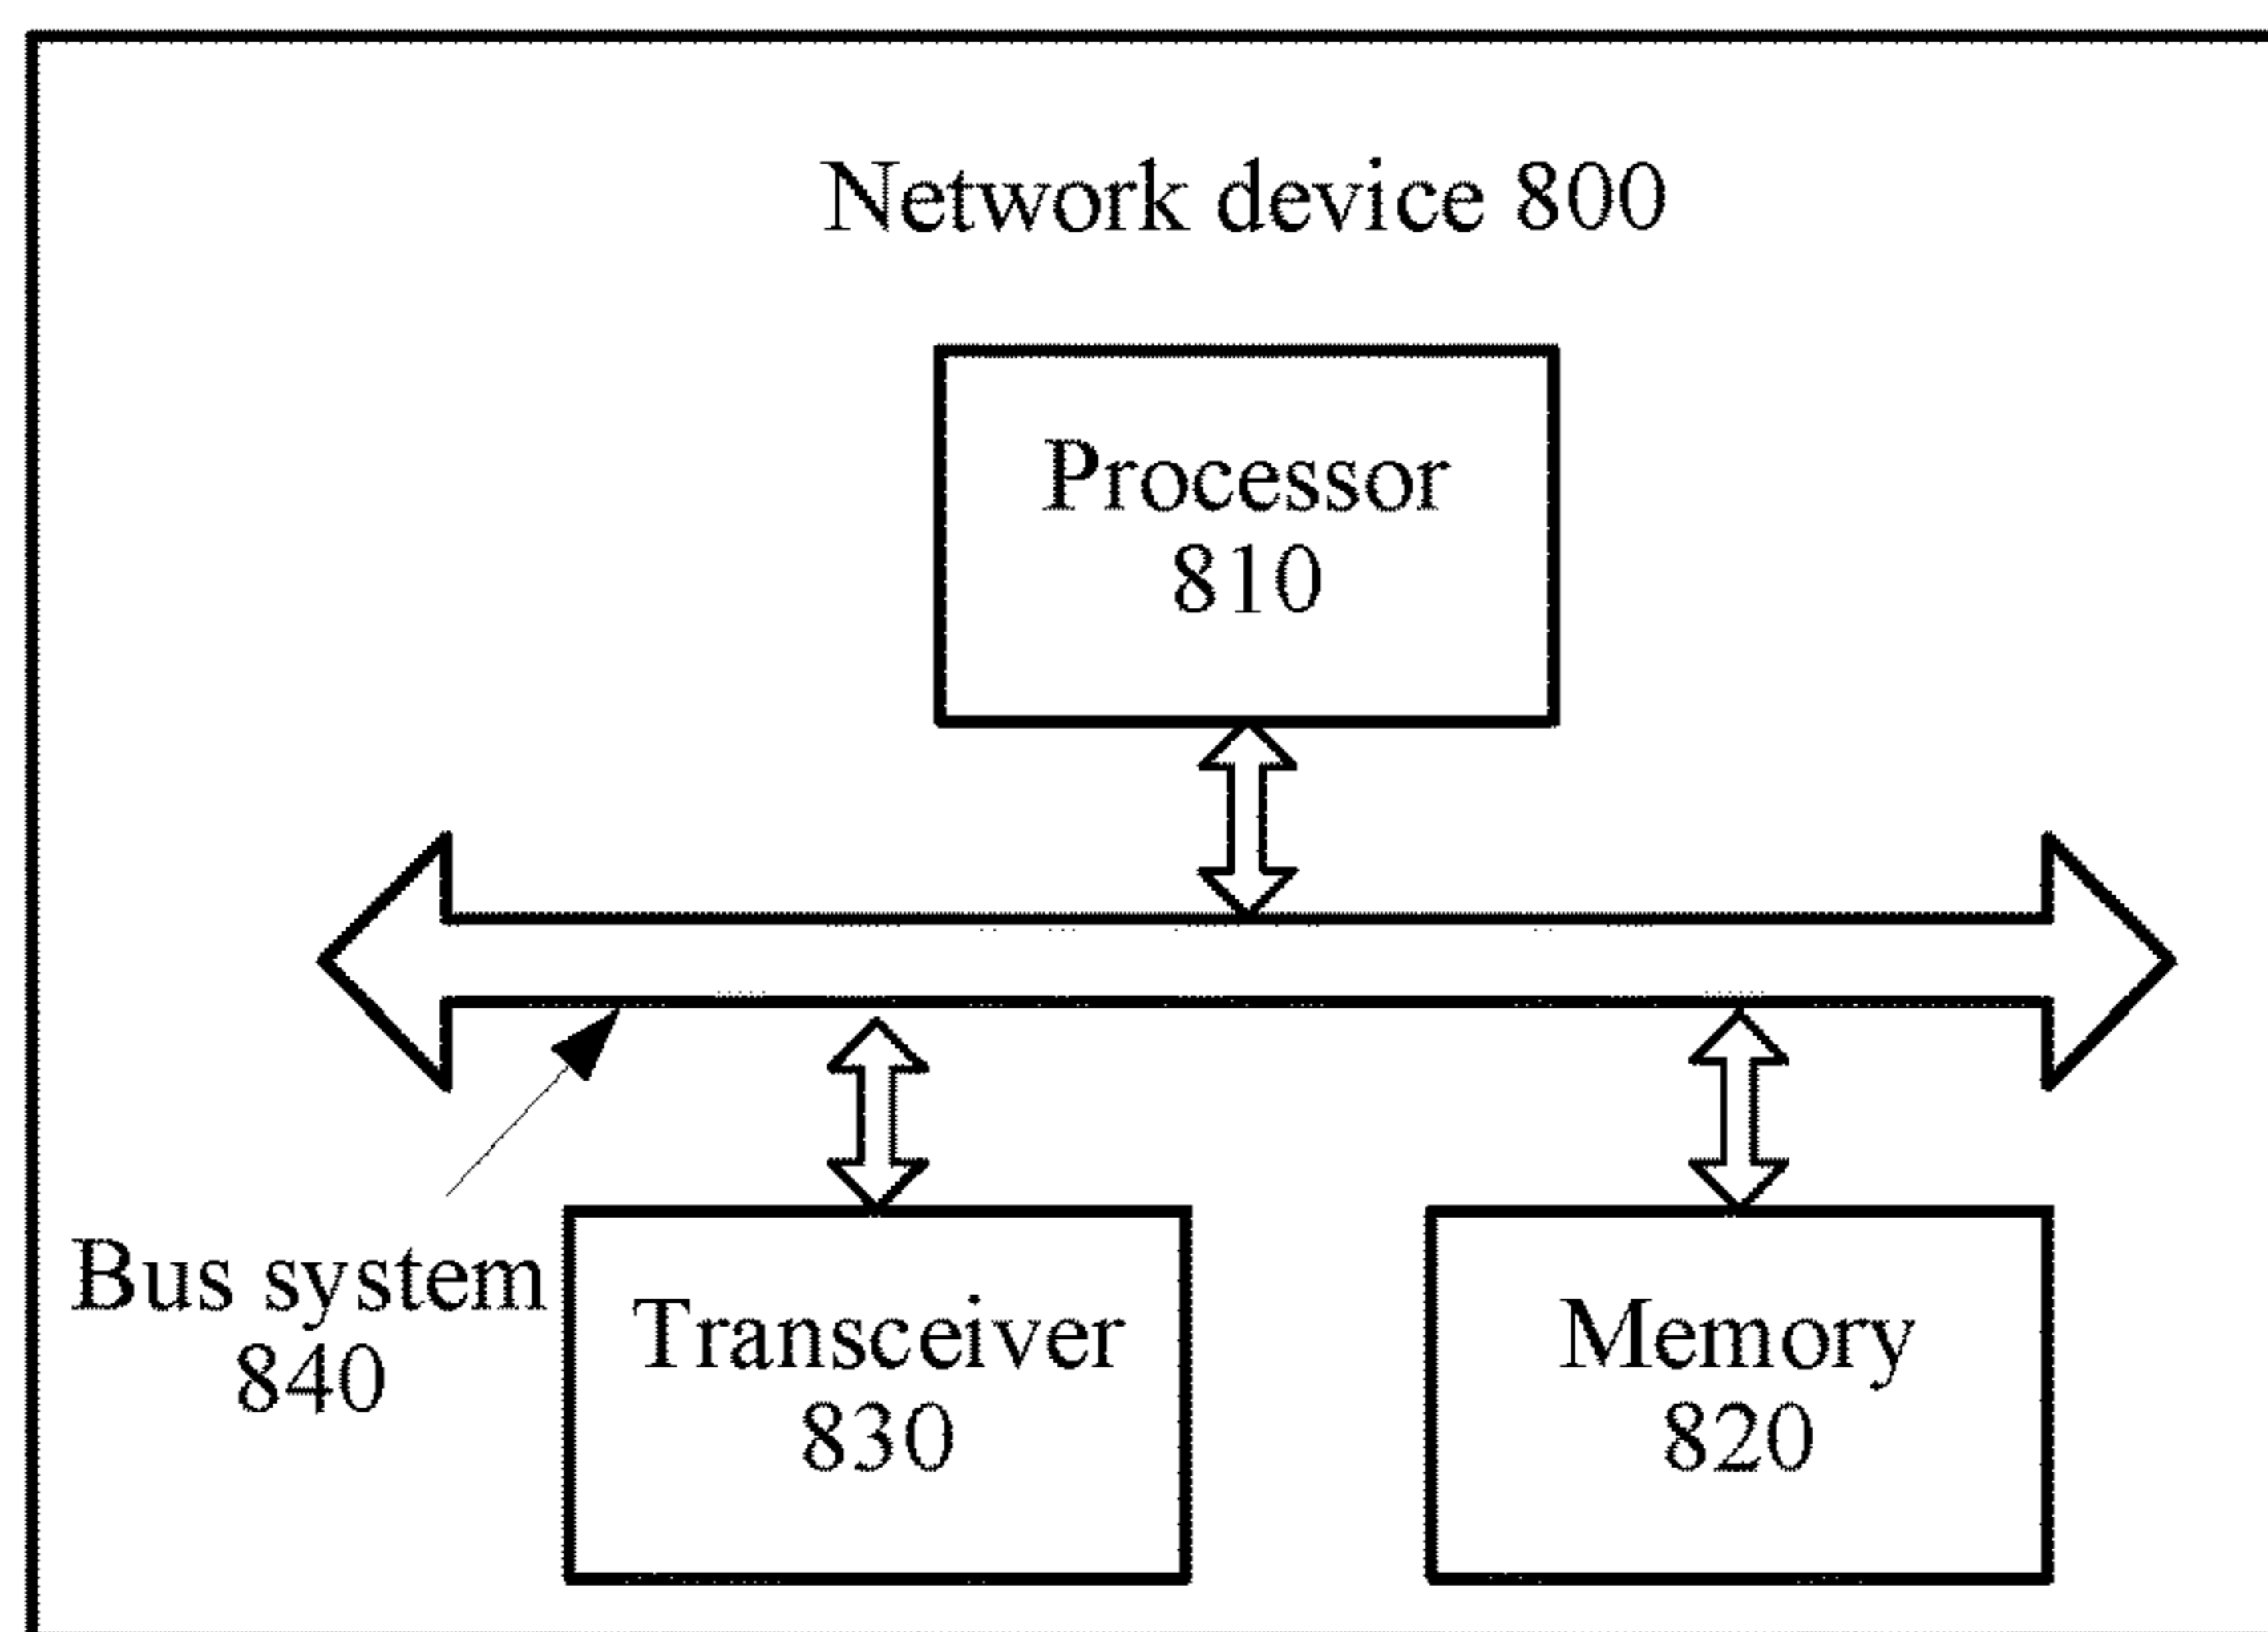 Network device 800
Processor
810
Bus system
840
Transceiver
830
Memory
820